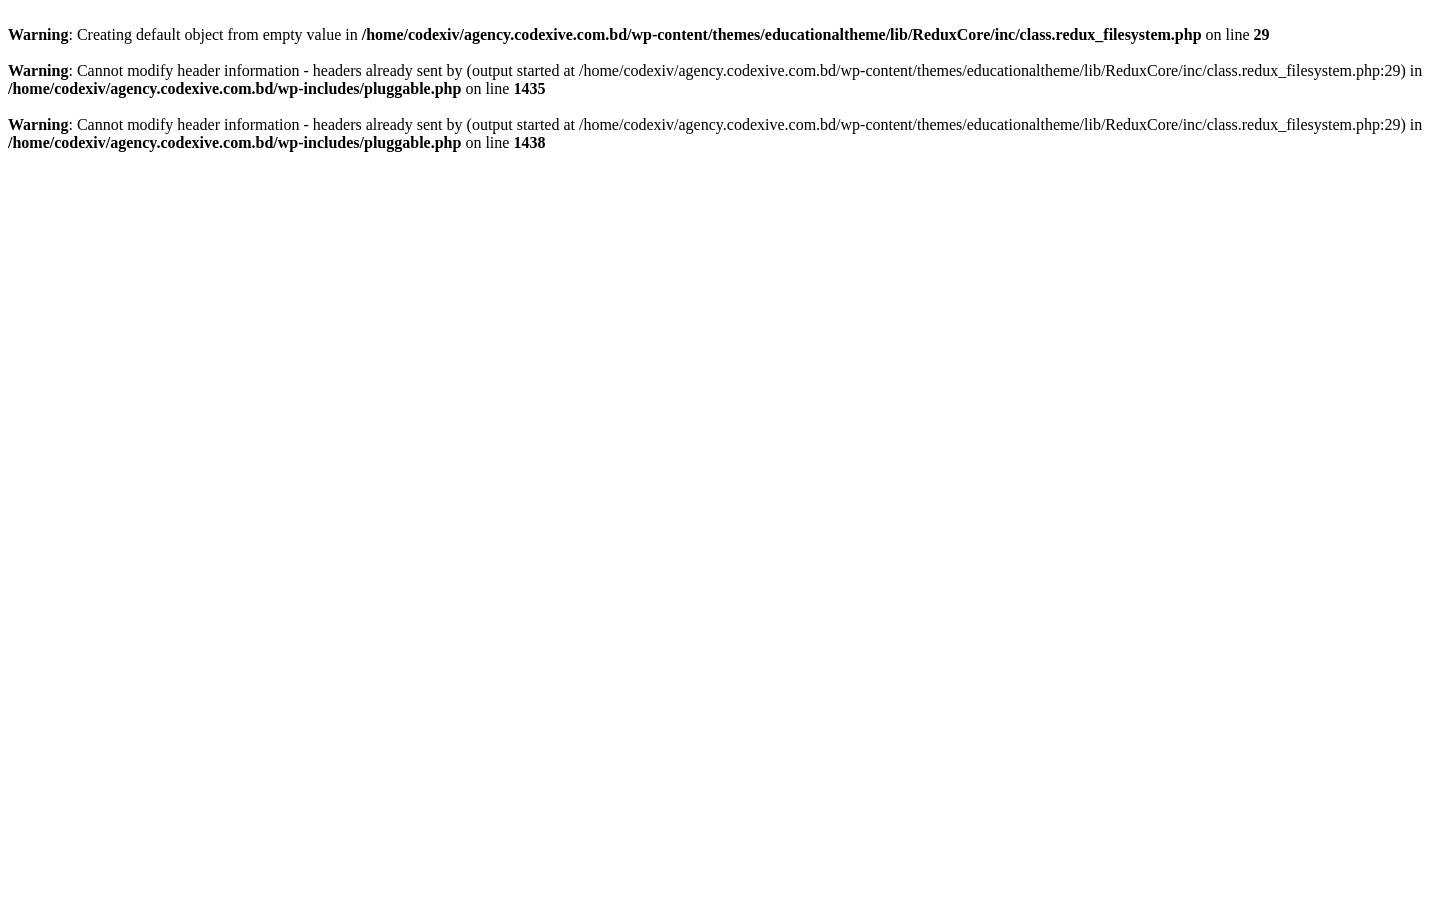 Warning: Creating default object from empty value in /home/codexiv/agency.codexive.com.bd/wp-content/themes/educationaltheme/lib/ReduxCore/inc/class.redux_filesystem.php on line 29
Warning: Cannot modify header information - headers already sent by (output started at /home/codexiv/agency.codexive.com.bd/wp-content/themes/educationaltheme/lib/ReduxCore/inc/class.redux_filesystem.php:29) in
/home/codexiv/agency.codexive.com.bd/wp-includes/pluggable.php on line 1435
Warning: Cannot modify header information - headers already sent by (output started at /home/codexiv/agency.codexive.com.bd/wp-content/themes/educationaltheme/lib/ReduxCore/inc/class.redux_filesystem.php:29) in
/home/codexiv/agency.codexive.com.bd/wp-includes/pluggable.php on line 1438